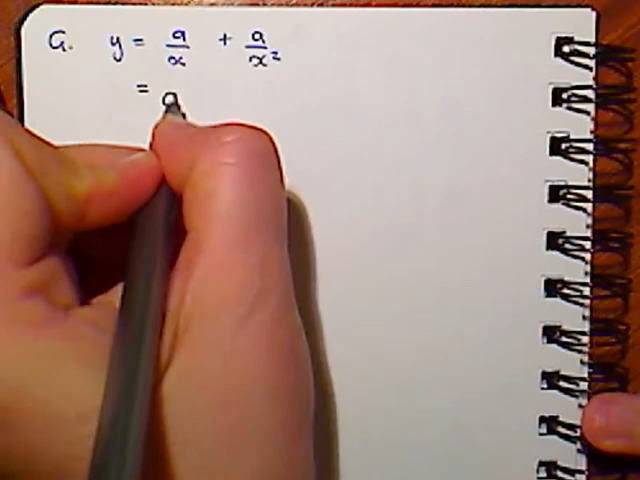 G. y = a/x + a/x²
= a